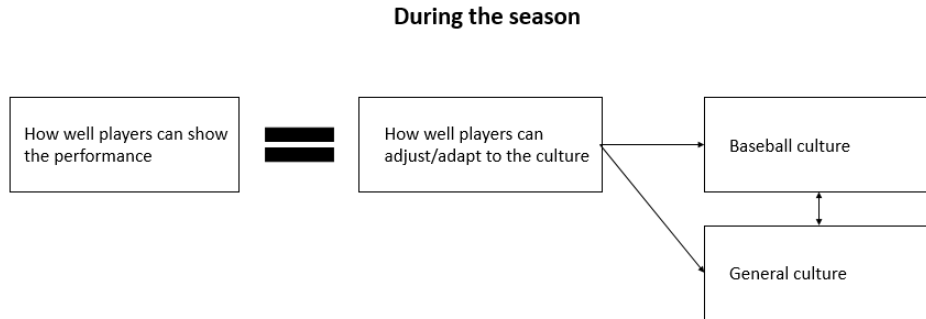 During the season
How well players can show
the performance
How well players can
adjust/adapt to the culture
Baseball culture
General culture